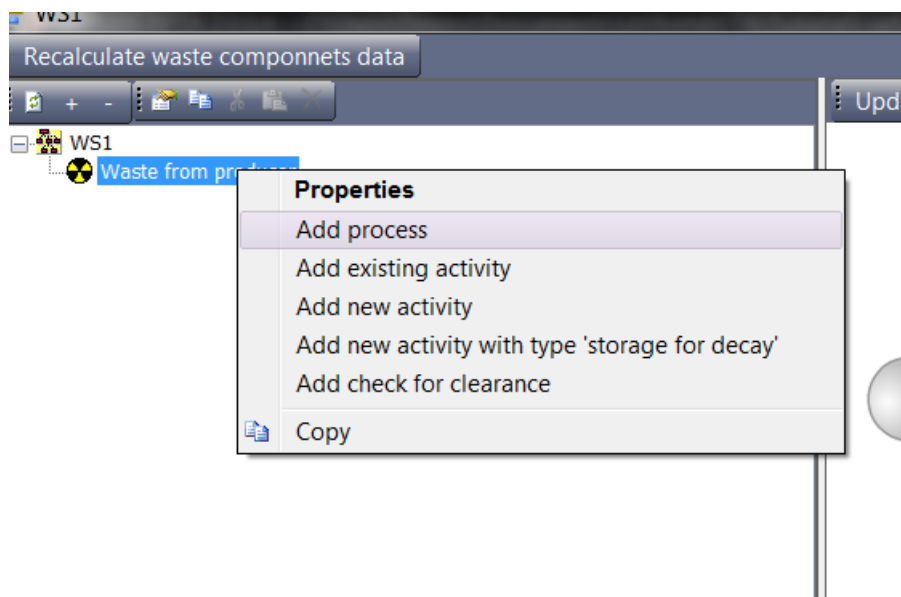 WS1
Recalculate waste componnets data
+ -
Upd
WS1
Waste from
Properties
Add process
Add existing activity
Add new activity
Add new activity with type 'storage for decay'
Add check for clearance
Copy